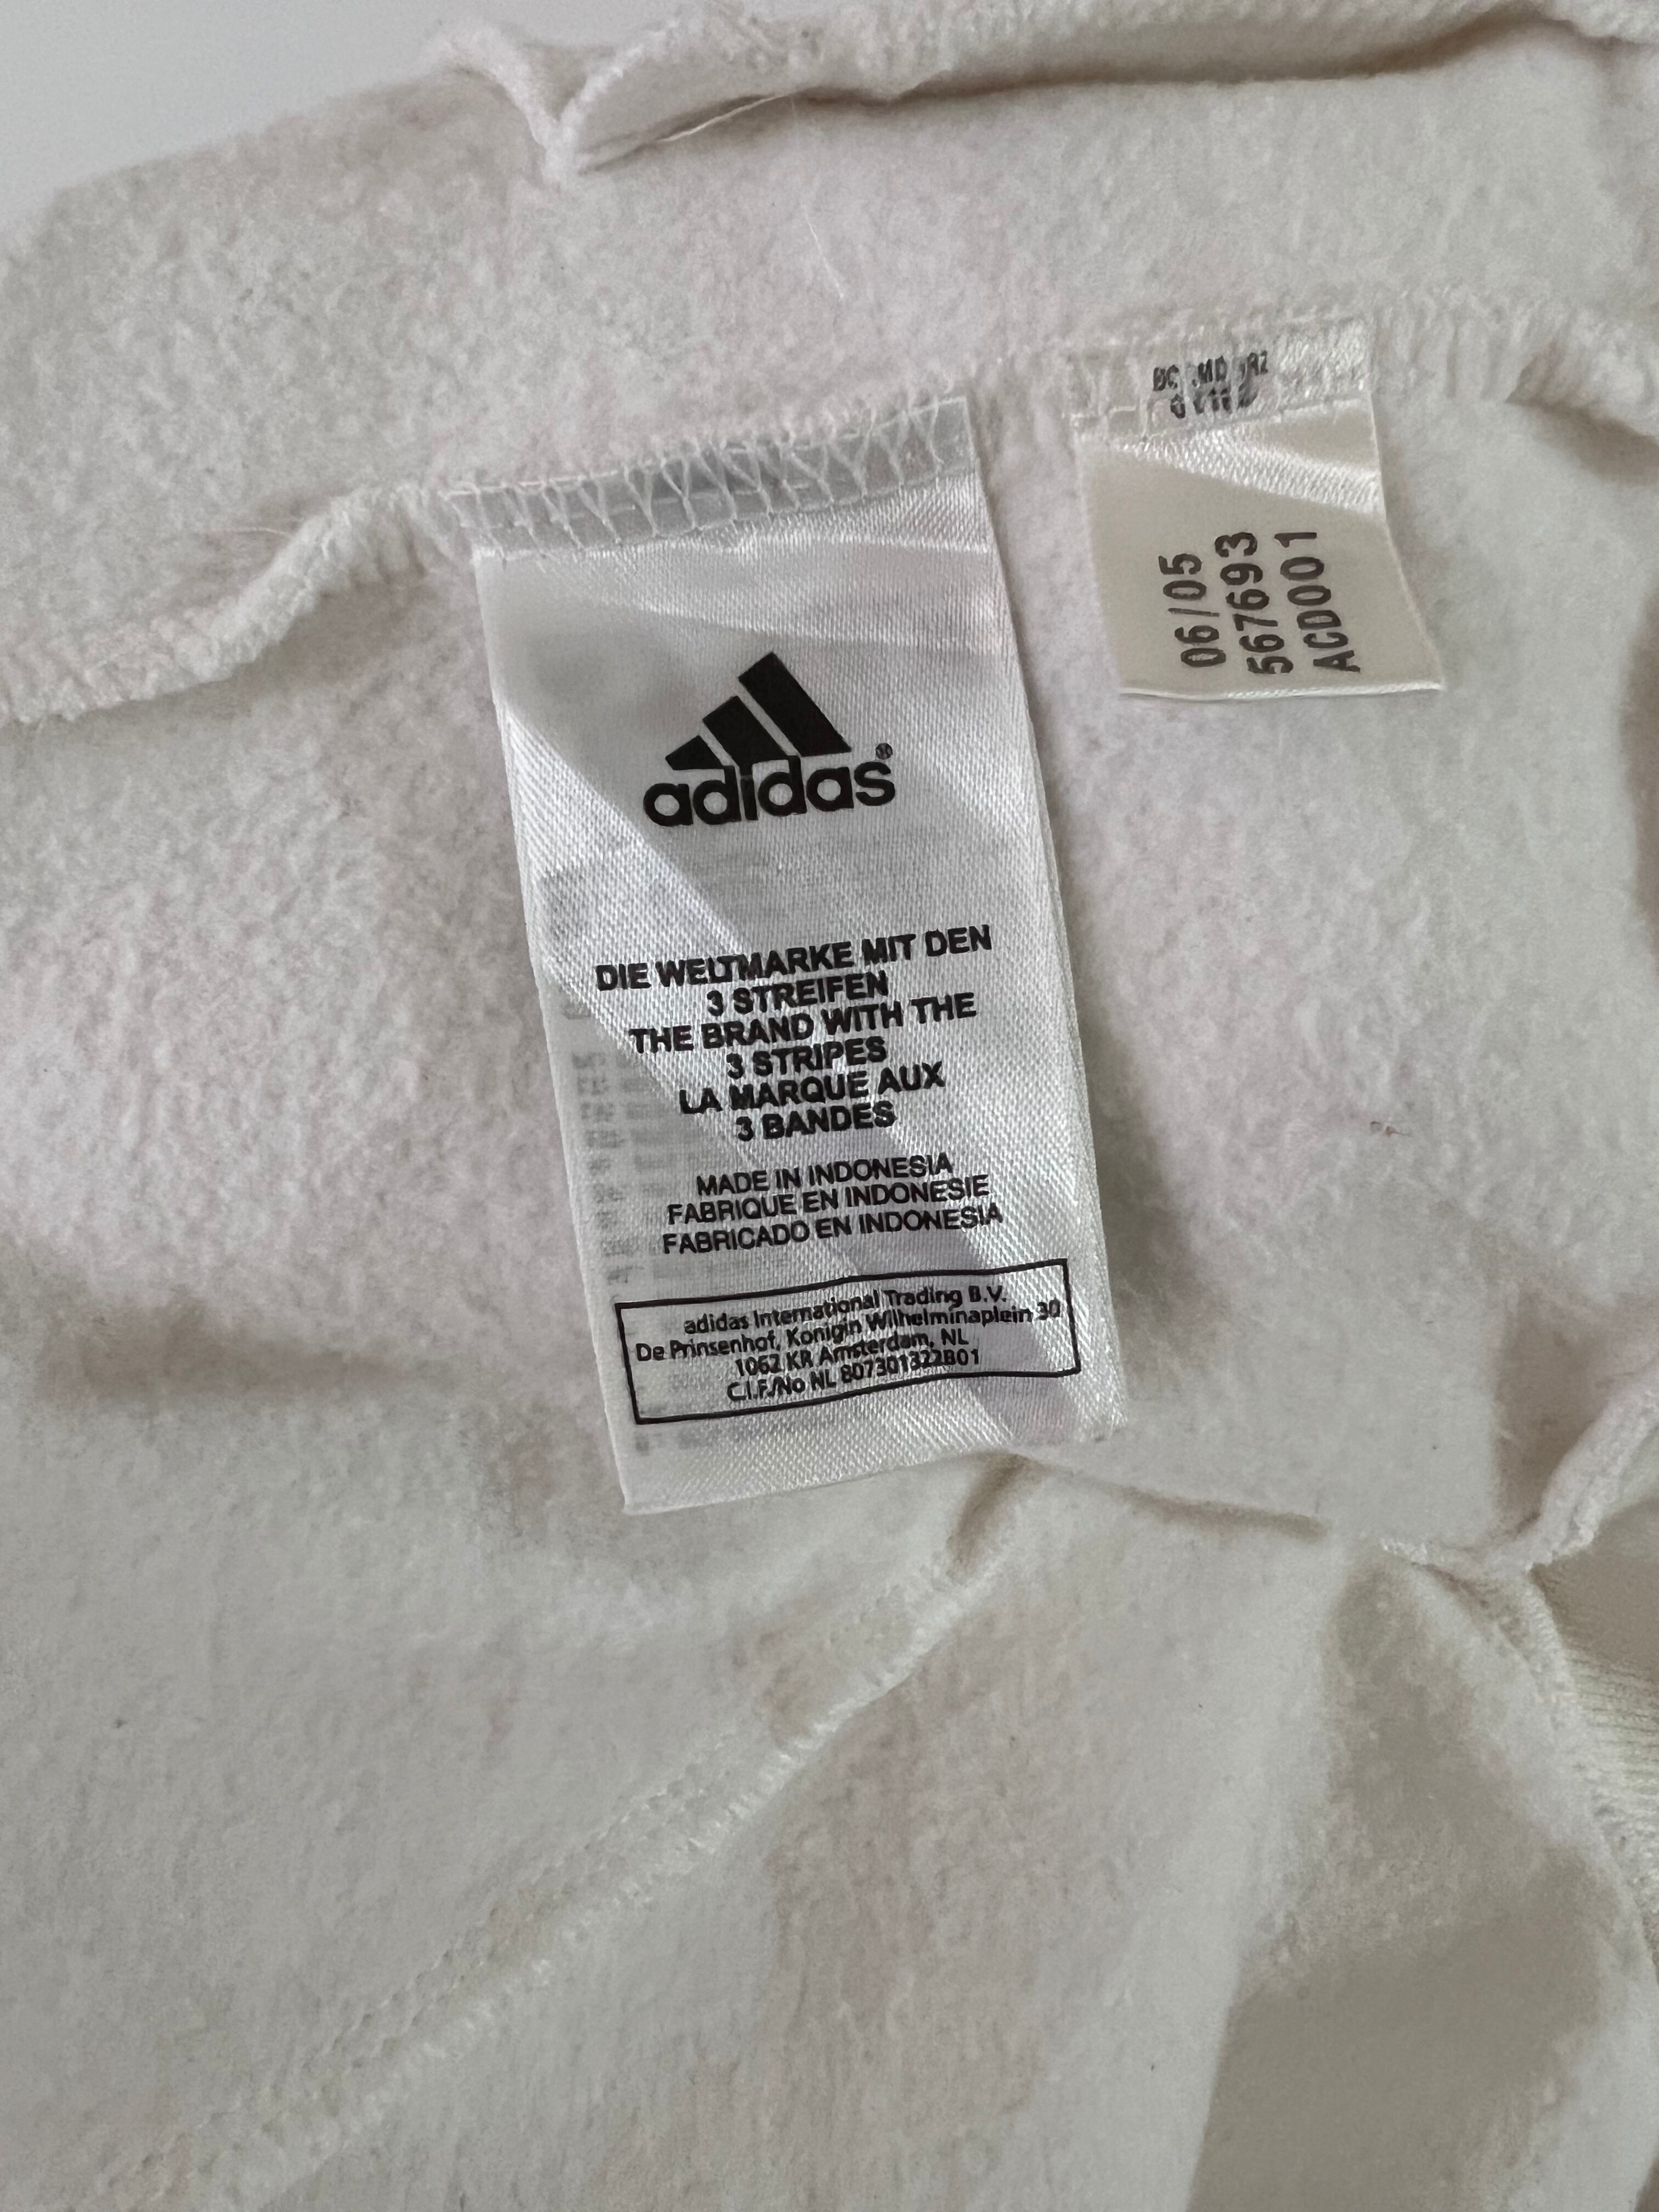 adidas®
DIE WELTMARKE MIT DEN
3 STREIFEN
THE BRAND WITH THE
3 STRIPES
LA MARQUE AUX
3 BANDES
MADE IN INDONESIA
FABRIQUE EN INDONESIE
FABRICADO EN INDONESIA
adidas International Trading B.V.
De Prinsenhof, Konigin Wilhelminaplein 30
1062 KR Amsterdam, NL
C.I.F./No NL 807301322B01
06/05
567693
ACD001